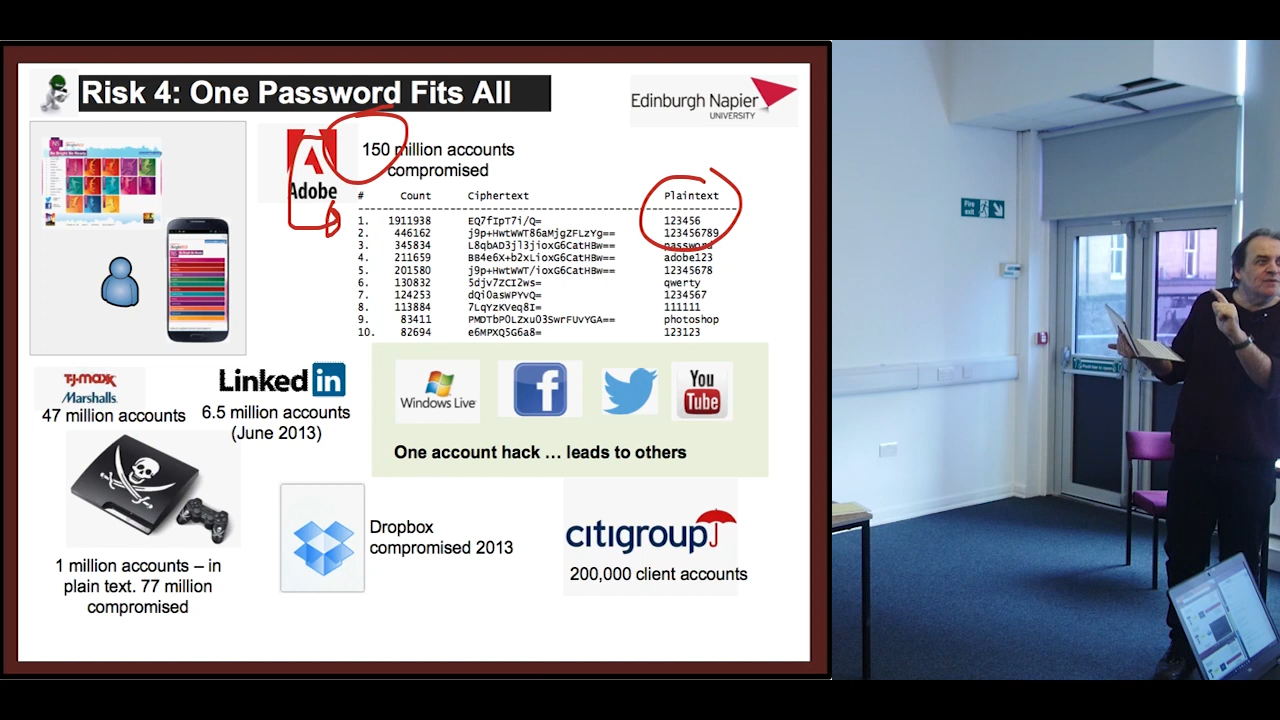 Risk 4: One Password Fits All
Edinburgh Napier
UNIVERSITY
Adobe
150 million accounts
compromised
# Count Ciphertext Plaintext
1. 1911938 EQ7fIpT7i/Q= 123456
2. 446162 j9p+HwtWWT86aMjgZFLzYg== 123456789
3. 345834 L8qbAD3jl3jioxG6CatHBw== password
4. 211659 BB4e6X+b2xLioxG6CatHBw== adobe123
5. 201580 j9p+HwtWWT/ioxG6CatHBw== 12345678
6. 130832 5djv7ZCI2ws= qwerty
7. 124253 dQi0asWPYvQ= 1234567
8. 113884 7LqYzKVeq8I= 111111
9. 83411 PMDTbP0LZxu03SwrFUvYGA== photoshop
10. 82694 e6MPXQ5G6a8= 123123
T.J.maxx
Marshalls.
47 million accounts
Linked in
6.5 million accounts
(June 2013)
Windows Live
f
You
Tube
One account hack … leads to others
1 million accounts – in
plain text. 77 million
compromised
Dropbox
compromised 2013
citigroup
200,000 client accounts
Fire
exit